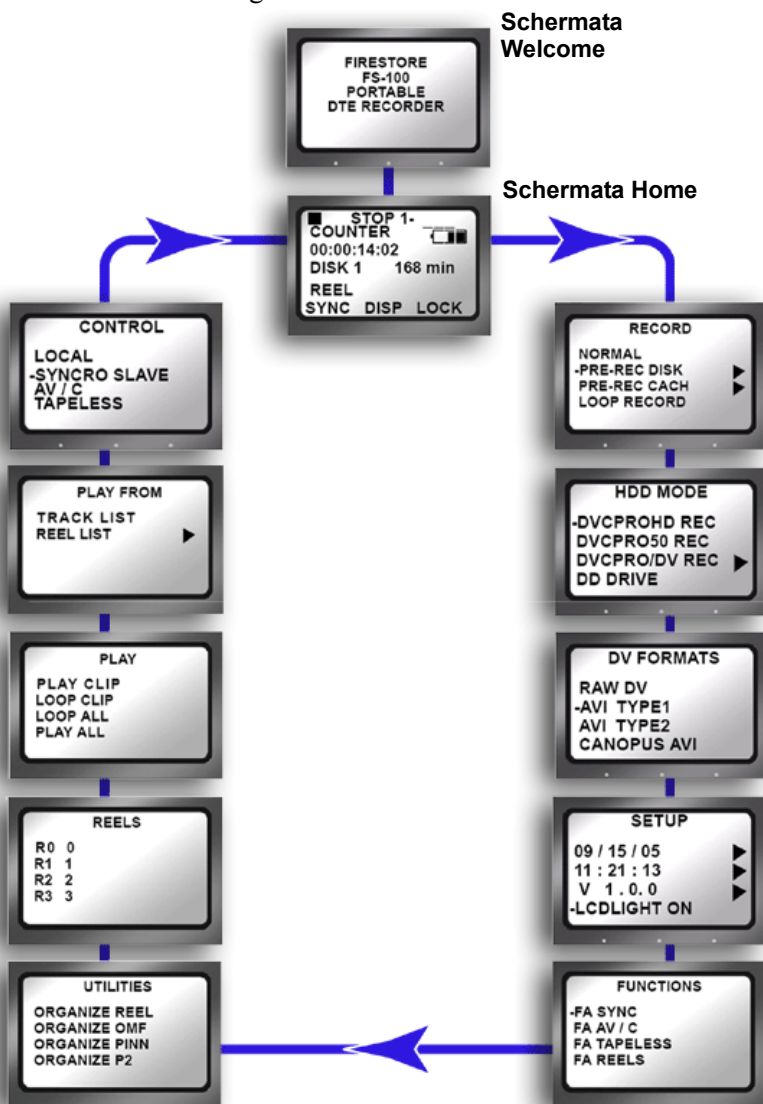 Schermata
Welcome
FIRESTORE
FS-100
PORTABLE
DTE RECORDER
Schermata Home
STOP 1-
COUNTER
00:00:14:02
DISK 1 168 min
REEL
SYNC DISP LOCK
CONTROL
LOCAL
-SYNCRO SLAVE
AV / C
TAPELESS
RECORD
NORMAL
-PRE-REC DISK
PRE-REC CACH
LOOP RECORD
PLAY FROM
TRACK LIST
REEL LIST
HDD MODE
-DVCPROHD REC
DVCPRO50 REC
DVCPRO/DV REC
DD DRIVE
PLAY
PLAY CLIP
LOOP CLIP
LOOP ALL
PLAY ALL
DV FORMATS
RAW DV
-AVI TYPE1
AVI TYPE2
CANOPUS AVI
REELS
R0 0
R1 1
R2 2
R3 3
SETUP
09 / 15 / 05
11 : 21 : 13
V 1 . 0. 0
-LCDLIGHT ON
UTILITIES
ORGANIZE REEL
ORGANIZE OMF
ORGANIZE PINN
ORGANIZE P2
FUNCTIONS
-FA SYNC
FA AV / C
FA TAPELESS
FA REELS